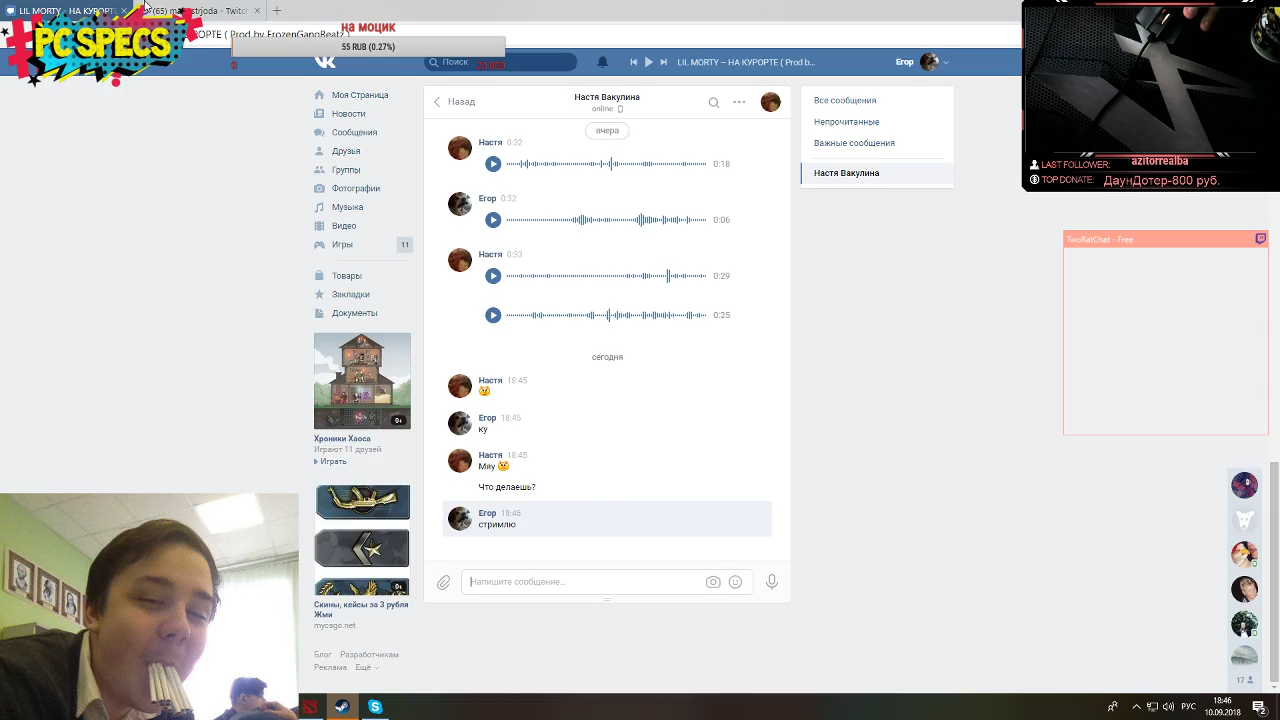 LIL MORTY – НА КУРОРТЕ
на моцик
PC SPECS
55 RUB (0.27%)
0
Поиск
LIL MORTY – НА КУРОРТЕ ( Prod b...
Егор
Моя Страница
Новости
Сообщения
Друзья
Группы
Фотографии
Музыка
Видео
Игры
11
Товары
Закладки
Документы
0+
Хроники Хаоса
Играют 11 друзей
Играть
0+
Скины, кейсы за 3 рубля
Жми
mycsgo.net
Блог Разработчикам
Реклама Ещё
Назад
Настя Вакулина
online
вчера
Настя 0:32
0:18
Егор 0:32
0:06
Настя 0:33
0:29
0:25
сегодня
Настя 18:45
😠
Егор 18:45
ку
Настя 18:45
Мяу 😠
Что делаешь?
Егор 18:46
стримлю
Напишите сообщение...
Все сообщения
Непрочитанные
Важные сообщения
Настя Вакулина
LAST FOLLOWER: azitorrealba
TOP DONATE: ДаунДотер-800 руб.
TwoRatChat - Free
17
РУС
18:46
10.09.2018